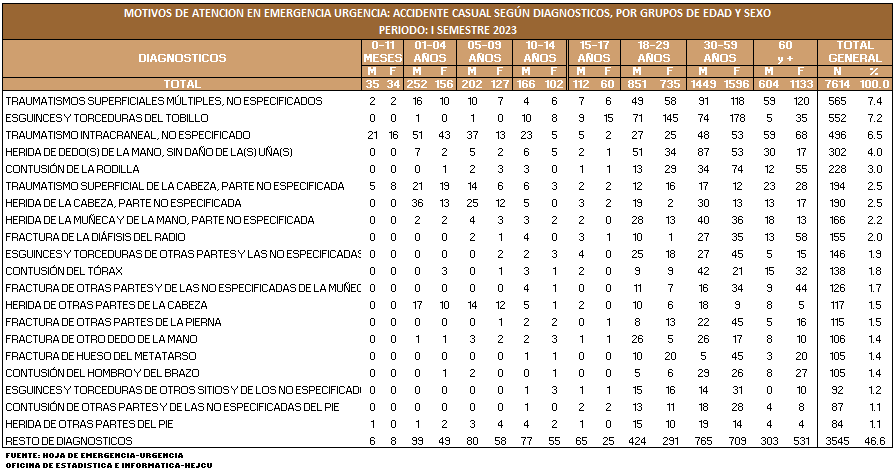 MOTIVOS DE ATENCION EN EMERGENCIA URGENCIA: ACCIDENTE CASUAL SEGÚN DIAGNOSTICOS, POR GRUPOS DE EDAD Y SEXO
PERIODO: I SEMESTRE 2023
DIAGNOSTICOS 0-11 MESES 01-04 AÑOS 05-09 AÑOS 10-14 AÑOS 15-17 AÑOS 18-29 AÑOS 30-59 AÑOS 60 y + TOTAL GENERAL
M F M F M F M F M F M F M F M F N %
TOTAL 35 34 252 156 202 127 166 102 112 60 851 735 1449 1596 604 1133 7614 100.0
TRAUMATISMOS SUPERFICIALES MÚLTIPLES, NO ESPECIFICADOS 2 2 16 10 10 7 4 6 7 6 49 58 91 118 59 120 565 7.4
ESGUINCES Y TORCEDURAS DEL TOBILLO 0 0 0 0 1 0 10 8 9 15 71 145 74 178 5 35 552 7.2
TRAUMATISMO INTRACRANEAL, NO ESPECIFICADO 21 16 51 43 37 13 23 5 5 2 27 25 48 53 59 68 496 6.5
HERIDA DE DEDO(S) DE LA MANO, SIN DAÑO DE LA(S) UÑA(S) 0 0 7 2 5 2 6 5 2 1 51 34 87 53 30 17 302 4.0
CONTUSIÓN DE LA RODILLA 0 0 0 1 2 3 3 0 1 1 13 29 34 74 12 55 228 3.0
TRAUMATISMO SUPERFICIAL DE LA CABEZA, PARTE NO ESPECIFICADA 5 8 21 19 14 6 6 3 2 2 12 16 17 12 23 28 194 2.5
HERIDA DE LA CABEZA, PARTE NO ESPECIFICADA 0 0 36 13 25 12 5 0 3 2 19 2 30 13 13 17 190 2.5
HERIDA DE LA MUÑECA Y DE LA MANO, PARTE NO ESPECIFICADA 0 0 2 2 4 3 3 2 2 0 28 13 40 36 18 13 166 2.2
FRACTURA DE LA DIÁFISIS DEL RADIO 0 0 0 0 2 1 4 0 3 1 10 1 27 35 13 58 155 2.0
ESGUINCES Y TORCEDURAS DE OTRAS PARTES Y LAS NO ESPECIFICADAS 0 0 0 0 0 2 2 3 4 0 25 18 27 45 5 15 146 1.9
CONTUSIÓN DEL TÓRAX 0 0 0 3 0 1 3 1 2 0 9 9 42 21 15 32 138 1.8
FRACTURA DE OTRAS PARTES Y DE LAS NO ESPECIFICADAS DE LA MUÑEC 0 0 0 0 0 0 4 1 0 0 11 7 16 34 9 44 126 1.7
HERIDA DE OTRAS PARTES DE LA CABEZA 0 0 17 10 14 12 5 1 2 0 10 6 18 9 8 5 117 1.5
FRACTURA DE OTRAS PARTES DE LA PIERNA 0 0 0 0 0 1 2 2 0 1 8 13 22 45 5 16 115 1.5
FRACTURA DE OTRO DEDO DE LA MANO 0 0 0 0 1 3 4 0 3 1 26 5 26 17 8 10 106 1.4
FRACTURA DE HUESO DEL METATARSO 0 0 0 0 0 0 1 1 0 0 10 20 5 45 3 20 105 1.4
CONTUSIÓN DEL HOMBRO Y DEL BRAZO 0 0 0 1 2 0 0 1 0 0 5 6 29 26 8 27 105 1.4
ESGUINCES Y TORCEDURAS DE OTROS SITIOS Y DE LOS NO ESPECIFICADO 0 0 0 0 0 0 1 3 1 1 15 16 14 31 0 10 92 1.2
CONTUSIÓN DE OTRAS PARTES Y DE LAS NO ESPECIFICADAS DEL PIE 0 0 0 0 0 0 1 0 2 2 13 11 18 28 4 8 87 1.1
HERIDA DE OTRAS PARTES DEL PIE 1 0 1 2 3 4 4 2 1 0 15 10 19 14 4 4 84 1.1
RESTO DE DIAGNOSTICOS 6 8 99 49 80 58 77 55 65 25 424 291 765 709 303 531 3545 46.6
FUENTE: HOJA DE EMERGENCIA-URGENCIA
OFICINA DE ESTADISTICA E INFORMATICA-HEJCU